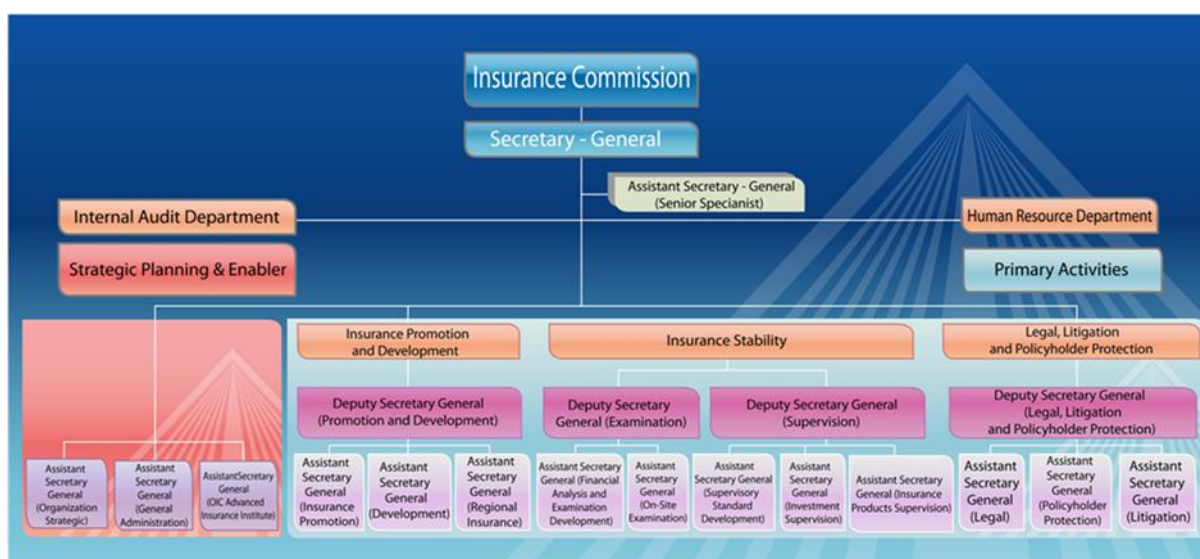 Insurance Commission
Secretary - General
Assistant Secretary - General
(Senior Specianist)
Internal Audit Department
Human Resource Department
Strategic Planning & Enabler
Primary Activities
Insurance Promotion
and Development
Insurance Stability
Legal, Litigation
and Policyholder Protection
Deputy Secretary General
(Promotion and Development)
Deputy Secretary
General (Examination)
Deputy Secretary General
(Supervision)
Deputy Secretary General
(Legal, Litigation
and Policyholder Protection)
Assistant
Secretary
General
(Organization
Strategic)
Assistant
Secretary
General
(General
Administration)
AssistantSecretary
General
(OIC Advanced
Insurance Institute)
Assistant
Secretary
General
(Insurance
Promotion)
Assistant
Secretary
General
(Development)
Assistant
Secretary
General
(Regional
Insurance)
Assistant Secretary
General (Financial
Analysis and
Examination
Development)
Assistant
Secretary
General
(On-Site
Examination)
Assistant
Secretary General
(Supervisory
Standard
Development)
Assistant
Secretary
General
(Investment
Supervision)
Assistant Secretary
General (Insurance
Products Supervision)
Assistant
Secretary
General
(Legal)
Assistant
Secretary
General
(Policyholder
Protection)
Assistant
Secretary
General
(Litigation)